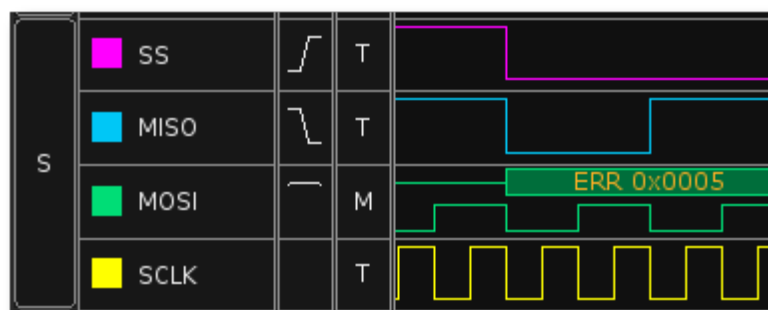 SS T
MISO T
S
ERR 0x0005
MOSI M
SCLK T